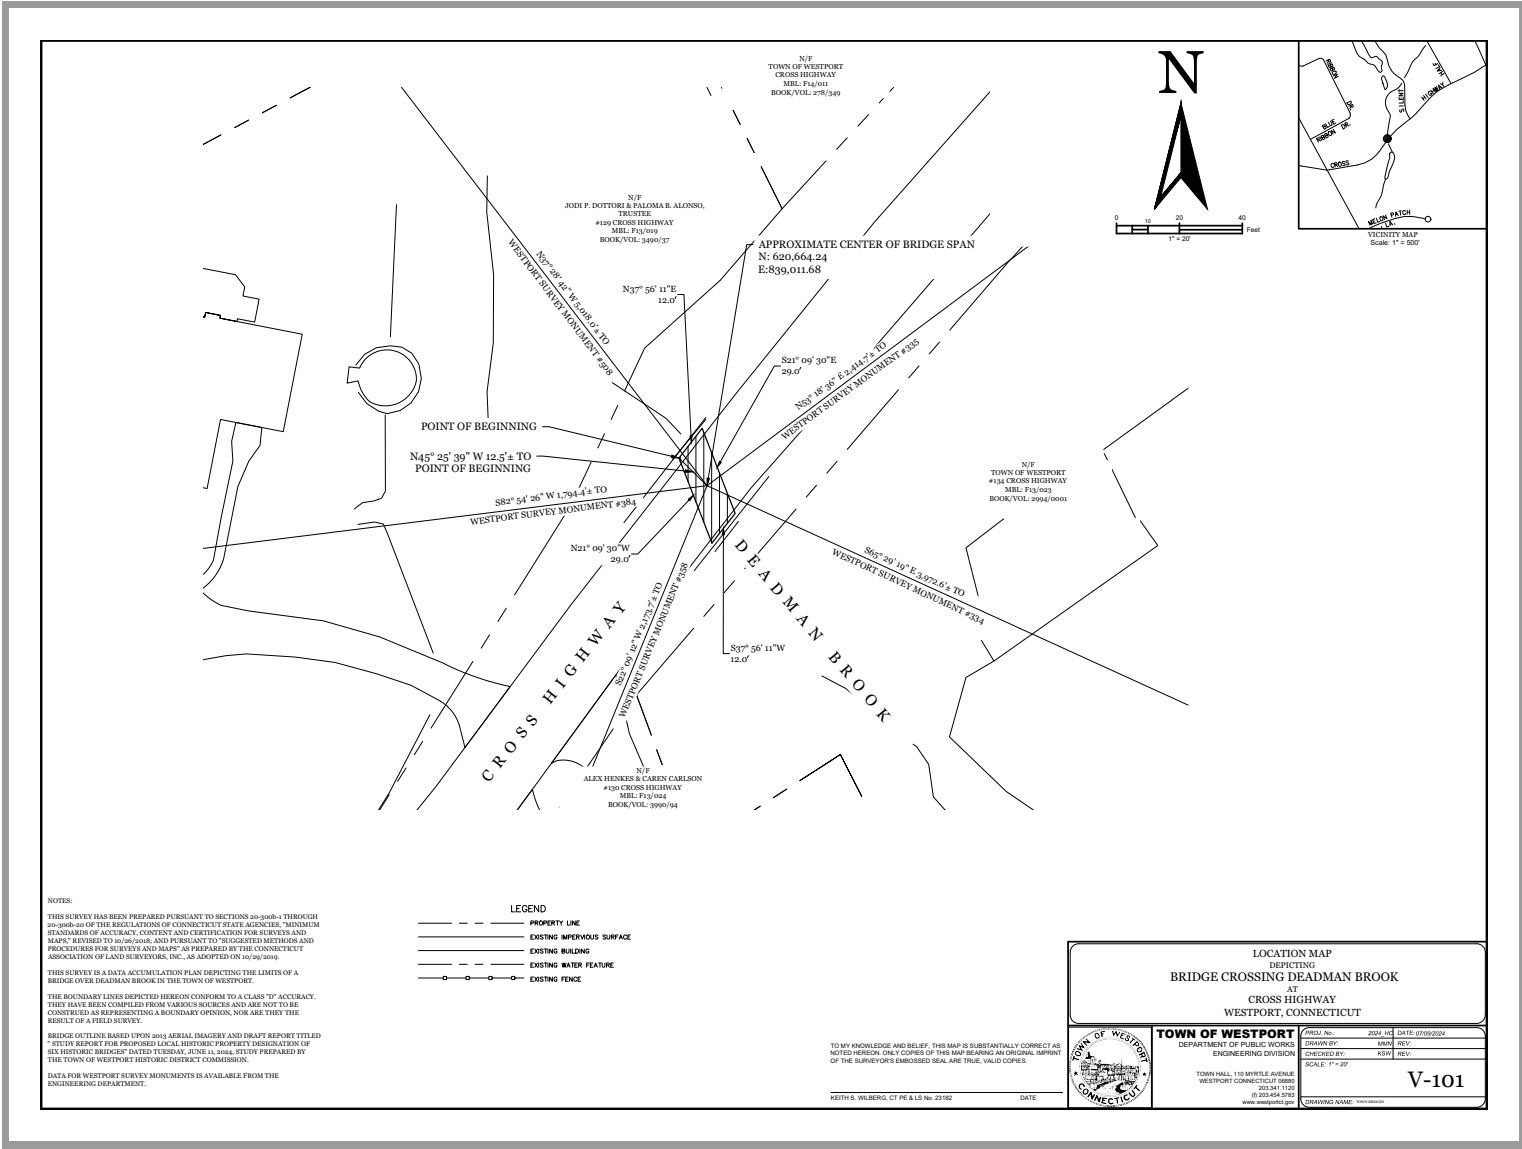 N/F
TOWN OF WESTPORT
CROSS HIGHWAY
MBL: F14/011
BOOK/VOL: 278/349
N
0 10 20 40
Feet
1" = 20'
RIBBON
DR.
BLUE
RIBBON DR.
SILENT
HALF
HIGHWAY
CROSS
MELON PATCH
LA.
VICINITY MAP
Scale: 1" = 500'
N/F
JODI P. DOTTORI & PALOMA B. ALONSO,
TRUSTEE
#129 CROSS HIGHWAY
MBL: F13/019
BOOK/VOL: 3490/37
APPROXIMATE CENTER OF BRIDGE SPAN
N: 620,664.24
E:839,011.68
N37° 28' 42" W 5,018.0'± TO
WESTPORT SURVEY MONUMENT #508
N37° 56' 11"E
12.0'
S21° 09' 30"E
29.0'
N53° 18' 36" E 2,414.7'± TO
WESTPORT SURVEY MONUMENT #335
POINT OF BEGINNING
N45° 25' 39" W 12.5'± TO
POINT OF BEGINNING
S82° 54' 26" W 1,794.4'± TO
WESTPORT SURVEY MONUMENT #384
N/F
TOWN OF WESTPORT
#134 CROSS HIGHWAY
MBL: F13/023
BOOK/VOL: 2994/0001
N21° 09' 30"W
29.0'
S65° 29' 19" E 3,972.6'± TO
WESTPORT SURVEY MONUMENT #334
S22° 09' 12" W 2,173.7'± TO
WESTPORT SURVEY MONUMENT #358
S37° 56' 11"W
12.0'
DEADMAN BROOK
CROSS HIGHWAY
N/F
ALEX HENKES & CAREN CARLSON
#130 CROSS HIGHWAY
MBL: F13/024
BOOK/VOL: 3990/94
NOTES:
THIS SURVEY HAS BEEN PREPARED PURSUANT TO SECTIONS 20-300b-1 THROUGH
20-300b-20 OF THE REGULATIONS OF CONNECTICUT STATE AGENCIES, "MINIMUM
STANDARDS OF ACCURACY, CONTENT AND CERTIFICATION FOR SURVEYS AND
MAPS," REVISED TO 10/26/2018; AND PURSUANT TO "SUGGESTED METHODS AND
PROCEDURES FOR SURVEYS AND MAPS" AS PREPARED BY THE CONNECTICUT
ASSOCIATION OF LAND SURVEYORS, INC., AS ADOPTED ON 10/29/2019.
THIS SURVEY IS A DATA ACCUMULATION PLAN DEPICTING THE LIMITS OF A
BRIDGE OVER DEADMAN BROOK IN THE TOWN OF WESTPORT.
THE BOUNDARY LINES DEPICTED HEREON CONFORM TO A CLASS "D" ACCURACY.
THEY HAVE BEEN COMPILED FROM VARIOUS SOURCES AND ARE NOT TO BE
CONSTRUED AS REPRESENTING A BOUNDARY OPINION, NOR ARE THEY THE
RESULT OF A FIELD SURVEY.
BRIDGE OUTLINE BASED UPON 2013 AERIAL IMAGERY AND DRAFT REPORT TITLED
" STUDY REPORT FOR PROPOSED LOCAL HISTORIC PROPERTY DESIGNATION OF
SIX HISTORIC BRIDGES" DATED TUESDAY, JUNE 11, 2024, STUDY PREPARED BY
THE TOWN OF WESTPORT HISTORIC DISTRICT COMMISSION.
DATA FOR WESTPORT SURVEY MONUMENTS IS AVAILABLE FROM THE
ENGINEERING DEPARTMENT.
LEGEND
PROPERTY LINE
EXISTING IMPERVIOUS SURFACE
EXISTING BUILDING
EXISTING WATER FEATURE
EXISTING FENCE
TO MY KNOWLEDGE AND BELIEF, THIS MAP IS SUBSTANTIALLY CORRECT AS
NOTED HEREON. ONLY COPIES OF THIS MAP BEARING AN ORIGINAL IMPRINT
OF THE SURVEYOR'S EMBOSSED SEAL ARE TRUE, VALID COPIES.
KEITH S. WILBERG, CT PE & LS No. 23182 DATE
LOCATION MAP
DEPICTING
BRIDGE CROSSING DEADMAN BROOK
AT
CROSS HIGHWAY
WESTPORT, CONNECTICUT
TOWN OF WESTPORT
CONNECTICUT
TOWN OF WESTPORT
DEPARTMENT OF PUBLIC WORKS
ENGINEERING DIVISION
TOWN HALL, 110 MYRTLE AVENUE
WESTPORT CONNECTICUT 06880
203.341.1120
(f) 203.454.5783
www.westportct.gov
PROJ. No.: 2024_HD DATE: 07/09/2024
DRAWN BY: MMN REV:
CHECKED BY: KSW REV:
SCALE: 1" = 20'
V-101
DRAWING NAME: TOWN BRIDGES